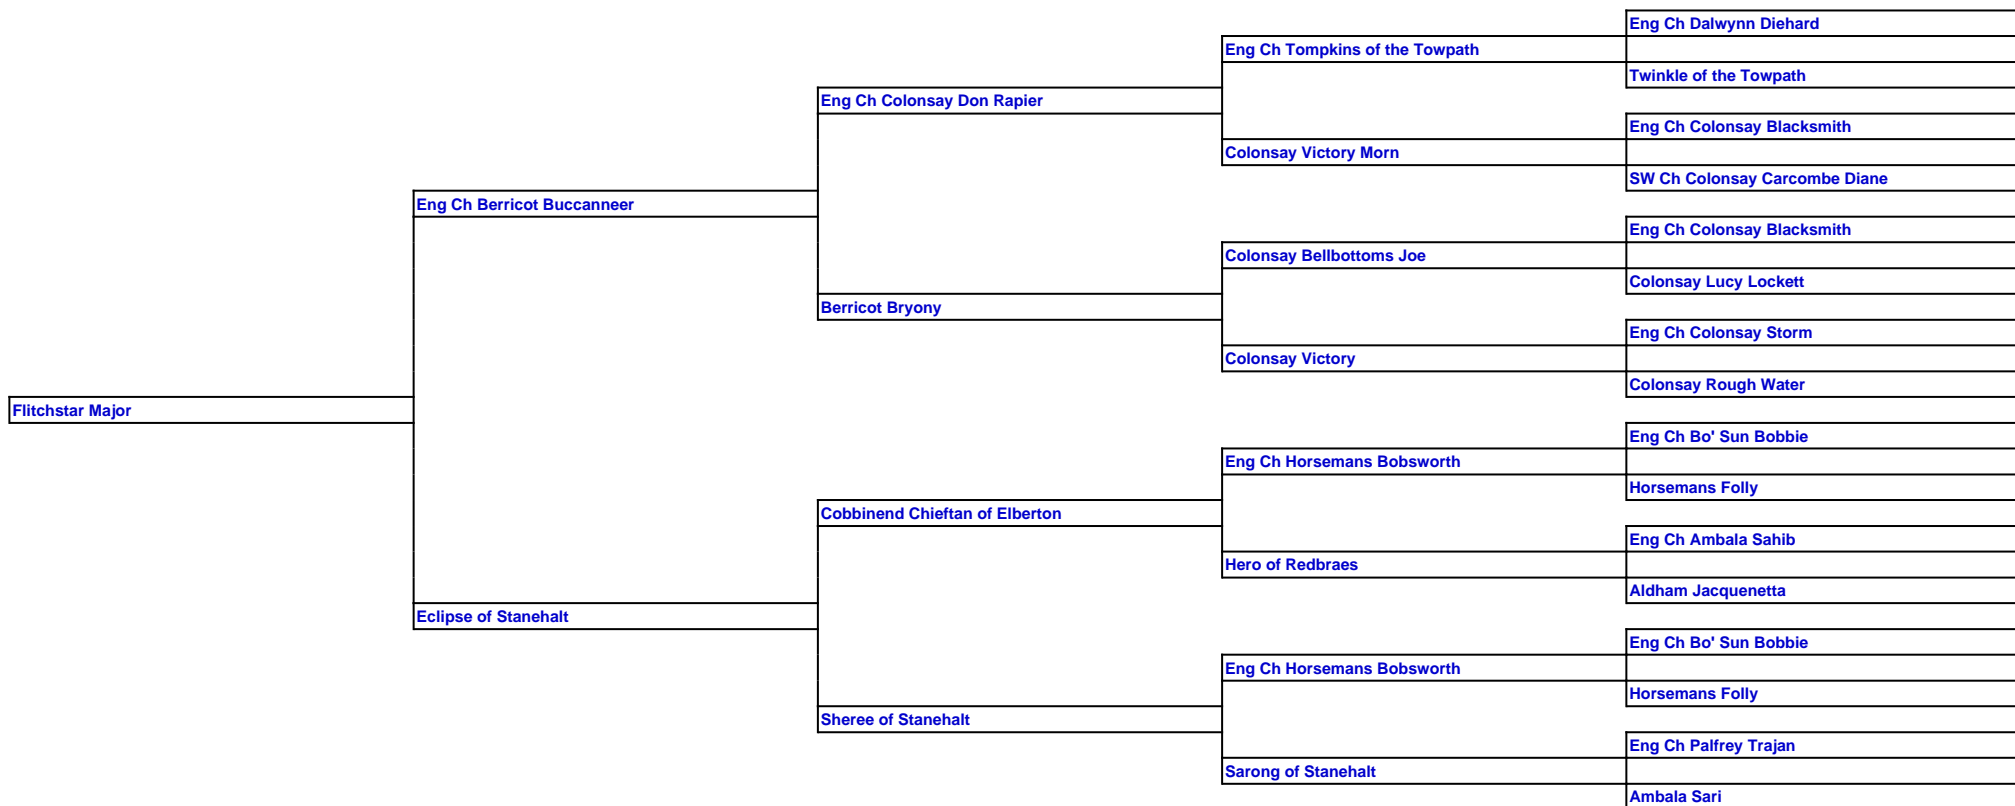 Eng Ch Dalwynn Diehard
Eng Ch Tompkins of the Towpath
Twinkle of the Towpath
Eng Ch Colonsay Don Rapier
Eng Ch Colonsay Blacksmith
Colonsay Victory Morn
SW Ch Colonsay Carcombe Diane
Eng Ch Berricot Buccanneer
Eng Ch Colonsay Blacksmith
Colonsay Bellbottoms Joe
Colonsay Lucy Lockett
Berricot Bryony
Eng Ch Colonsay Storm
Colonsay Victory
Colonsay Rough Water
Flitchstar Major
Eng Ch Bo' Sun Bobbie
Eng Ch Horsemans Bobsworth
Horsemans Folly
Cobbinend Chieftan of Elberton
Eng Ch Ambala Sahib
Hero of Redbraes
Aldham Jacquenetta
Eclipse of Stanehalt
Eng Ch Bo' Sun Bobbie
Eng Ch Horsemans Bobsworth
Horsemans Folly
Sheree of Stanehalt
Eng Ch Palfrey Trajan
Sarong of Stanehalt
Ambala Sari